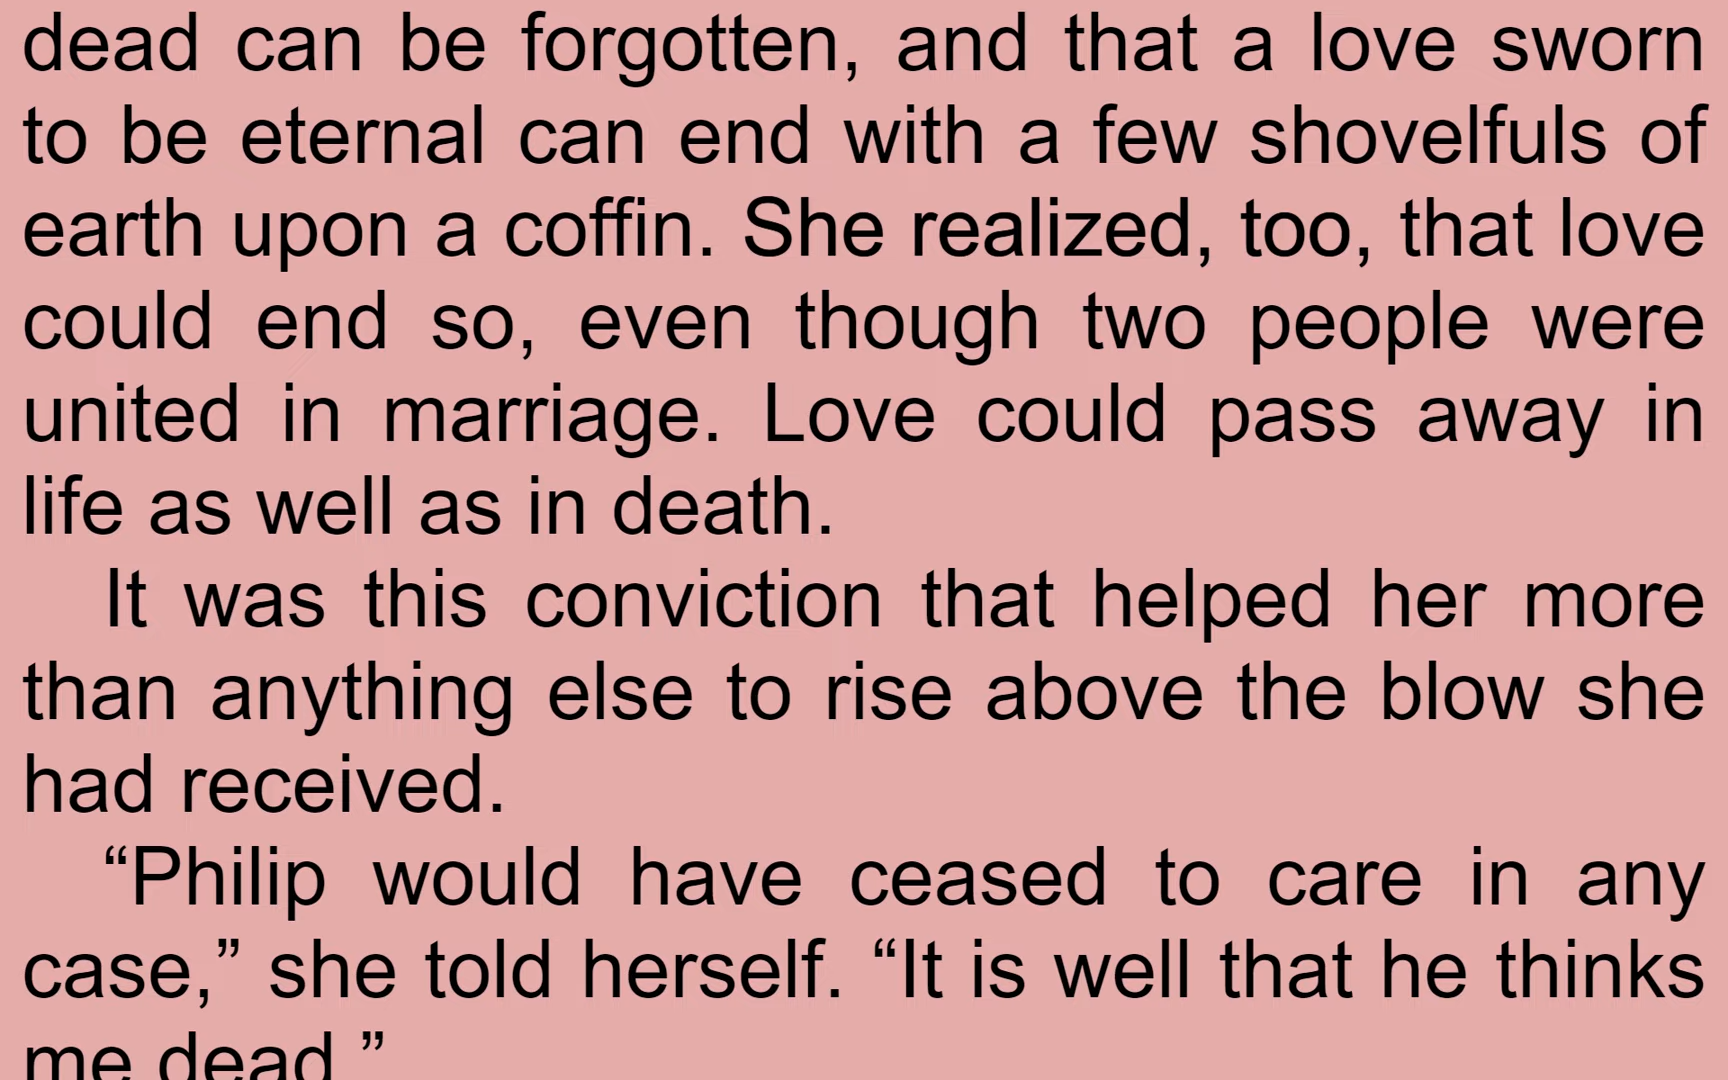 dead can be forgotten, and that a love sworn
to be eternal can end with a few shovelfuls of
earth upon a coffin. She realized, too, that love
could end so, even though two people were
united in marriage. Love could pass away in
life as well as in death.
It was this conviction that helped her more
than anything else to rise above the blow she
had received.
“Philip would have ceased to care in any
case,” she told herself. “It is well that he thinks
me dead.”